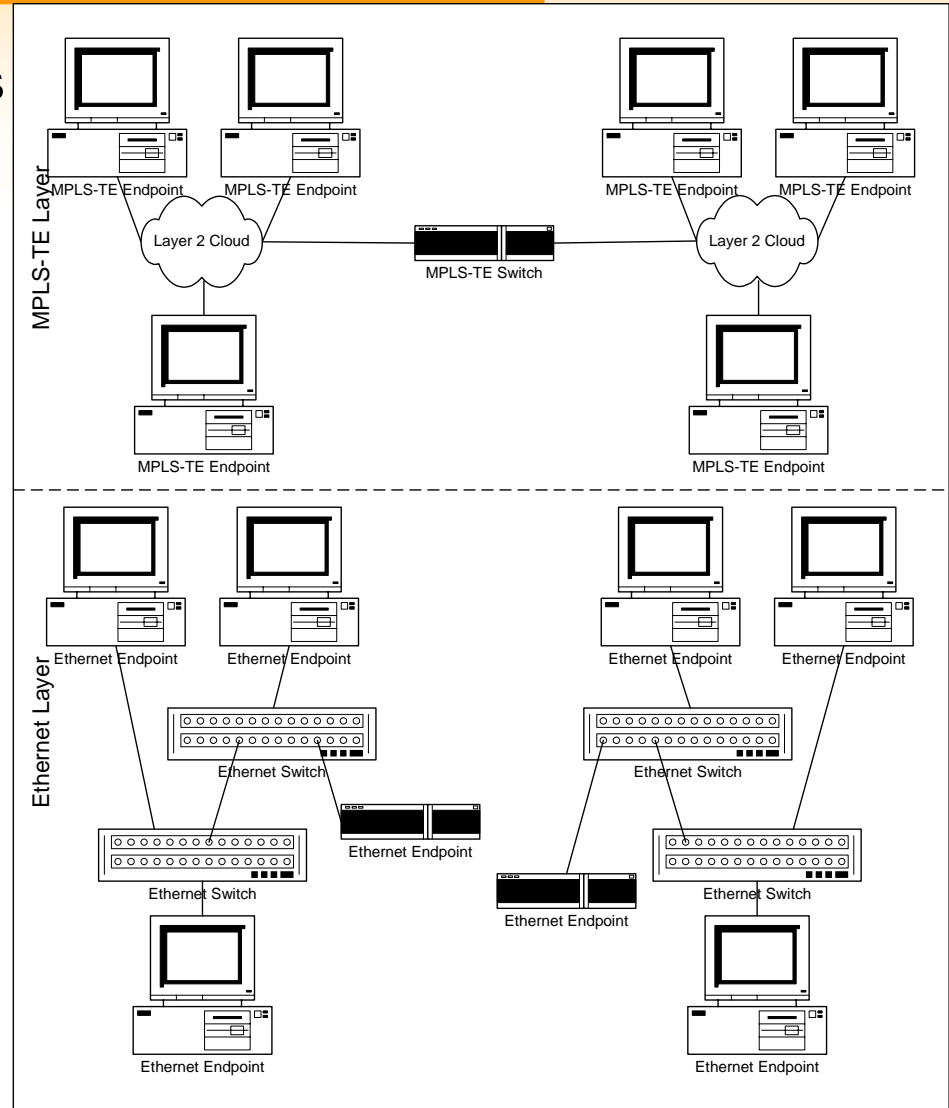 s
MPLS-TE Layer
MPLS-TE Endpoint
MPLS-TE Endpoint
MPLS-TE Endpoint
MPLS-TE Endpoint
Layer 2 Cloud
Layer 2 Cloud
MPLS-TE Switch
MPLS-TE Endpoint
MPLS-TE Endpoint
Ethernet Layer
Ethernet Endpoint
Ethernet Endpoint
Ethernet Endpoint
Ethernet Endpoint
Ethernet Switch
Ethernet Switch
Ethernet Endpoint
Ethernet Switch
Ethernet Switch
Ethernet Endpoint
Ethernet Endpoint
Ethernet Endpoint